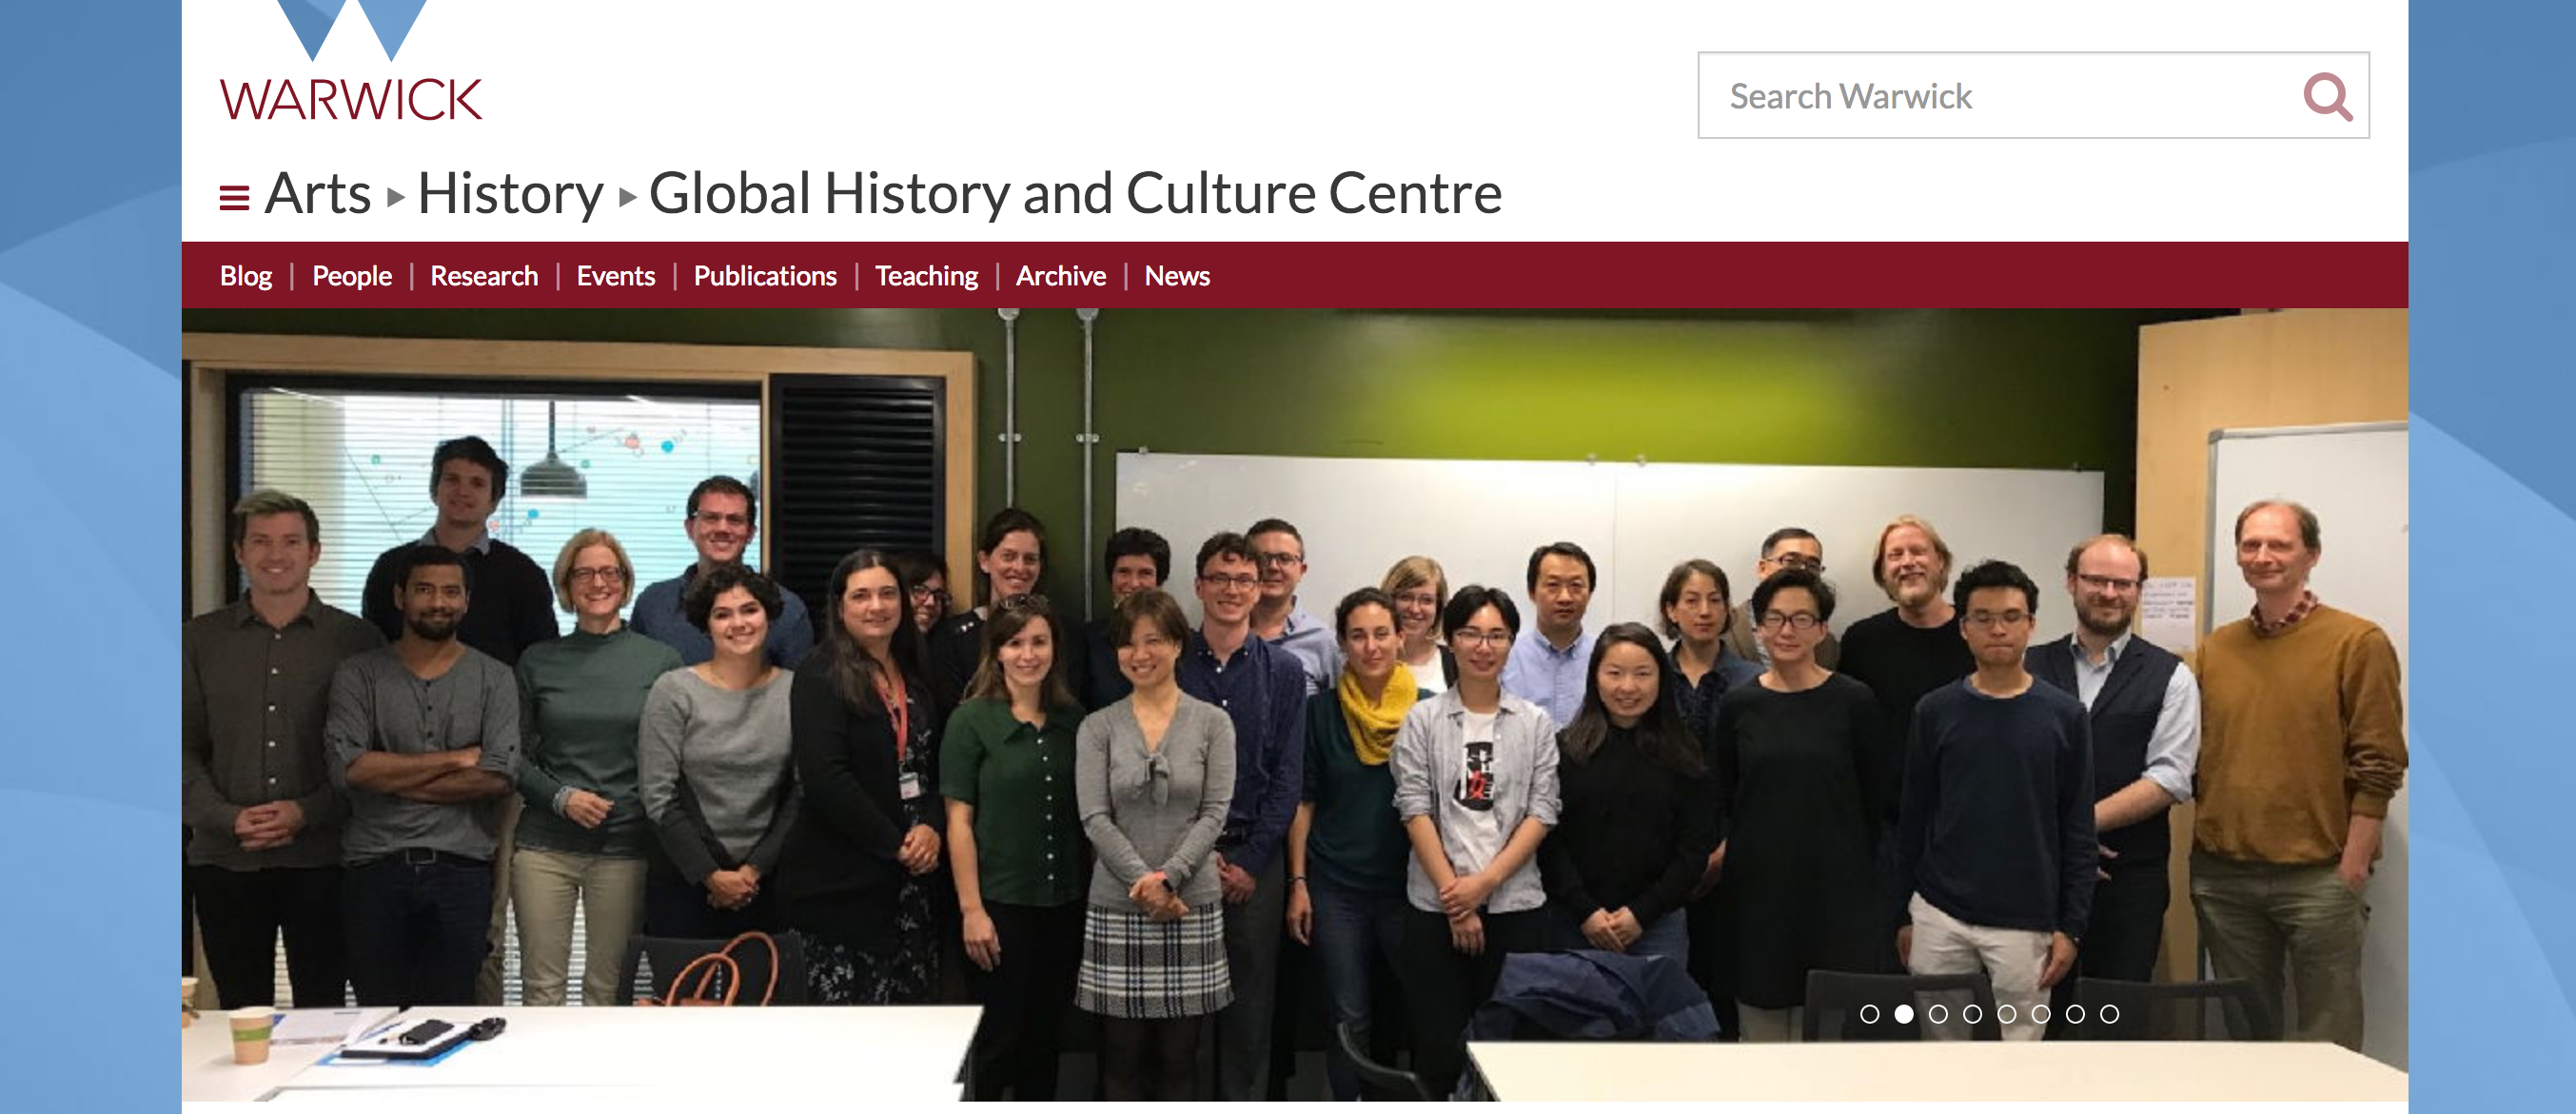 WARWICK
Search Warwick
Arts ▸ History ▸ Global History and Culture Centre
Blog | People | Research | Events | Publications | Teaching | Archive | News